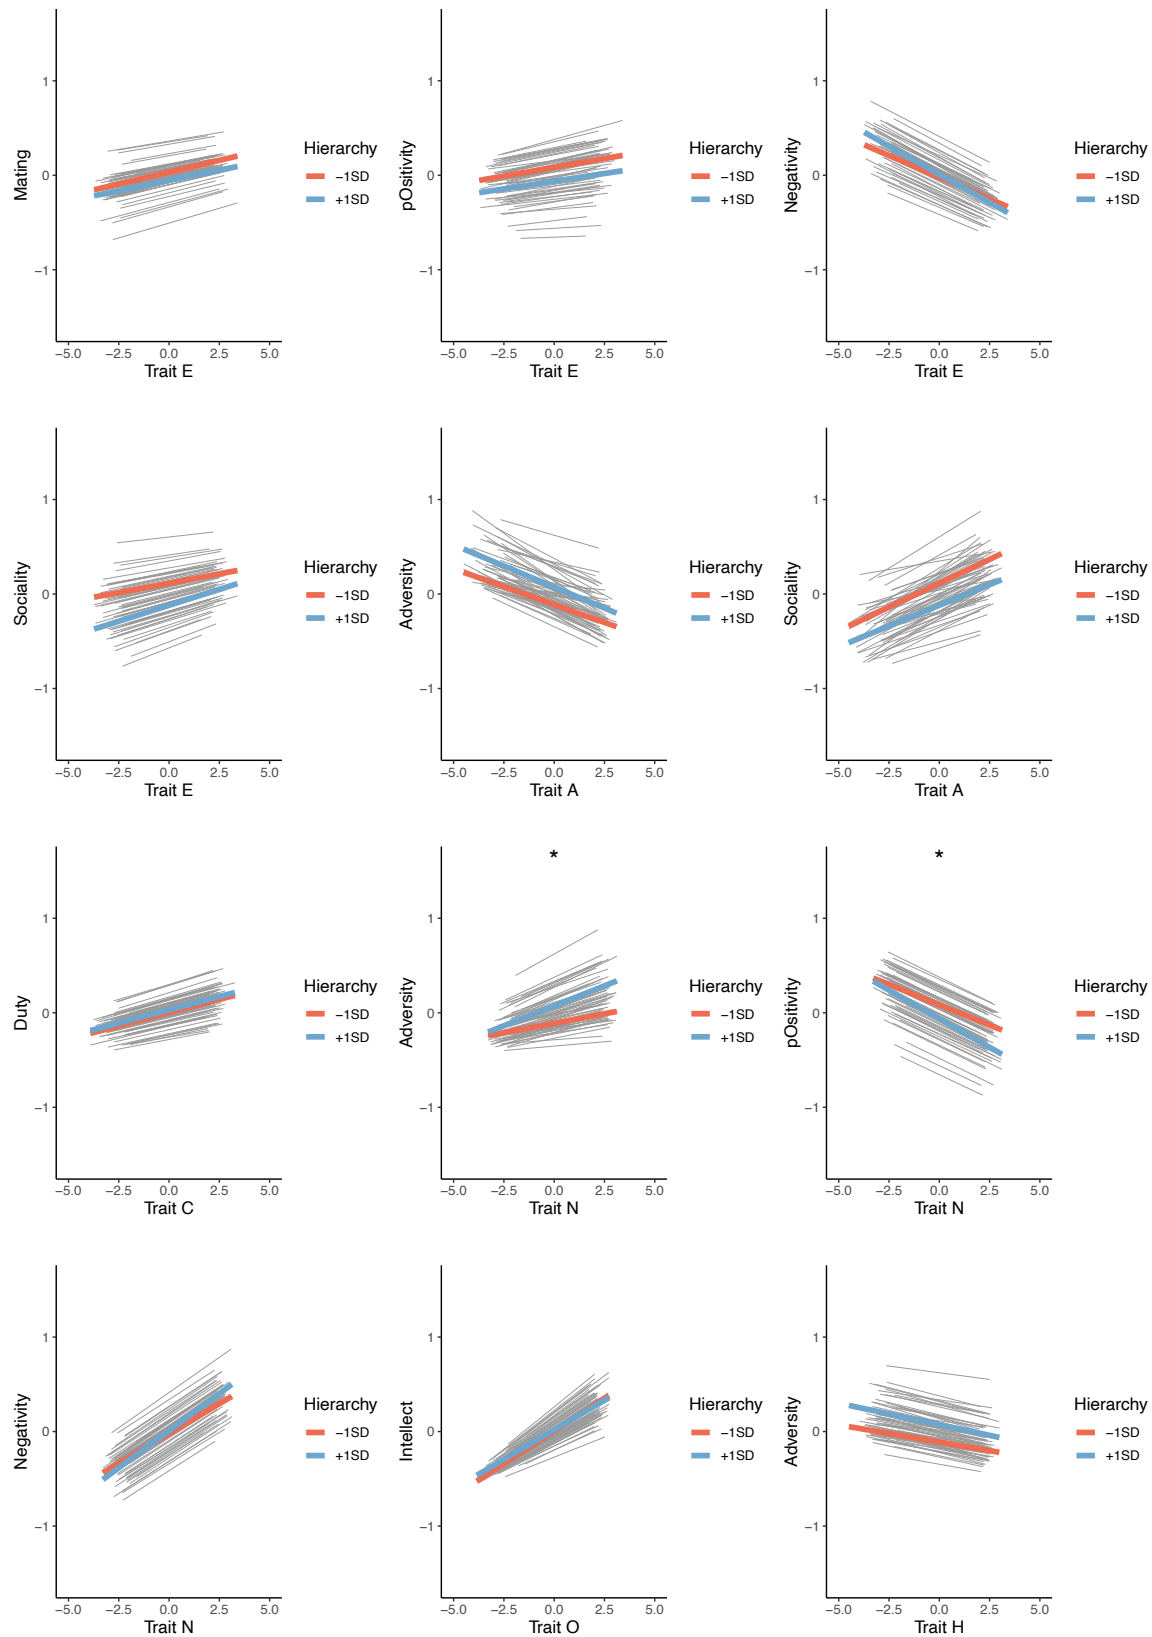 Mating
1
0
−1
−5.0 −2.5 0.0 2.5 5.0
Trait E
Hierarchy
−1SD
+1SD
pOsitivity
1
0
−1
−5.0 −2.5 0.0 2.5 5.0
Trait E
Hierarchy
−1SD
+1SD
Negativity
1
0
−1
−5.0 −2.5 0.0 2.5 5.0
Trait E
Hierarchy
−1SD
+1SD
Sociality
1
0
−1
−5.0 −2.5 0.0 2.5 5.0
Trait E
Hierarchy
−1SD
+1SD
Adversity
1
0
−1
−5.0 −2.5 0.0 2.5 5.0
Trait A
Hierarchy
−1SD
+1SD
Sociality
1
0
−1
−5.0 −2.5 0.0 2.5 5.0
Trait A
Hierarchy
−1SD
+1SD
Duty
1
0
−1
−5.0 −2.5 0.0 2.5 5.0
Trait C
Hierarchy
−1SD
+1SD
*
Adversity
1
0
−1
−5.0 −2.5 0.0 2.5 5.0
Trait N
Hierarchy
−1SD
+1SD
*
pOsitivity
1
0
−1
−5.0 −2.5 0.0 2.5 5.0
Trait N
Hierarchy
−1SD
+1SD
Negativity
1
0
−1
−5.0 −2.5 0.0 2.5 5.0
Trait N
Hierarchy
−1SD
+1SD
Intellect
1
0
−1
−5.0 −2.5 0.0 2.5 5.0
Trait O
Hierarchy
−1SD
+1SD
Adversity
1
0
−1
−5.0 −2.5 0.0 2.5 5.0
Trait H
Hierarchy
−1SD
+1SD